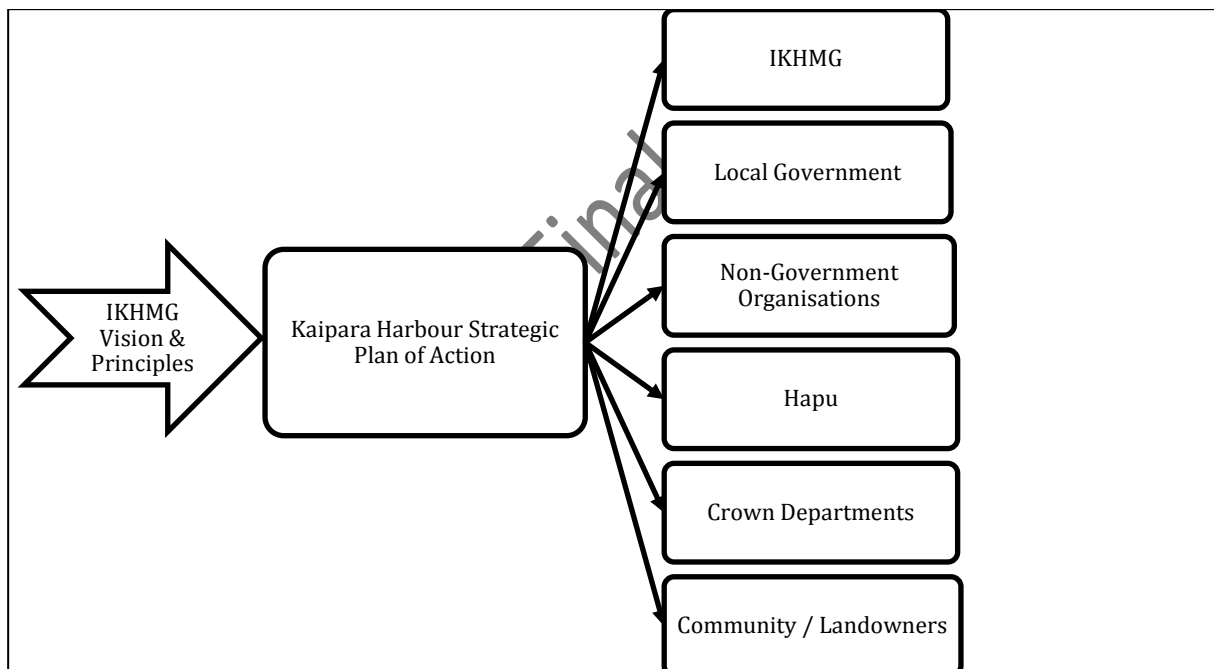 IKHMG
Local Government
Final
Non-Government
Organisations
IKHMG
Vision &
Principles
Kaipara Harbour Strategic
Plan of Action
Hapu
Crown Departments
Community / Landowners